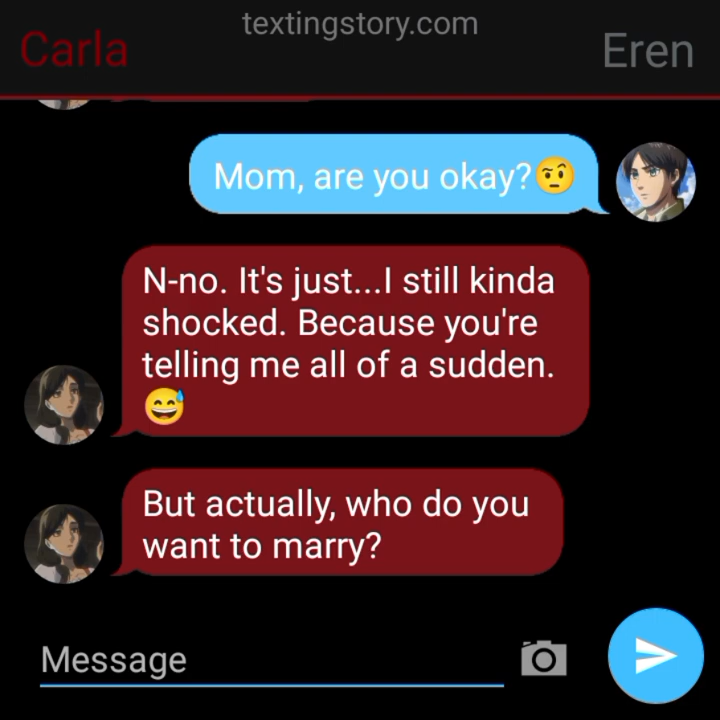 textingstory.com
Carla
Eren
Mom, are you okay?🤨
N-no. It's just...I still kinda
shocked. Because you're
telling me all of a sudden.
😅
But actually, who do you
want to marry?
Message